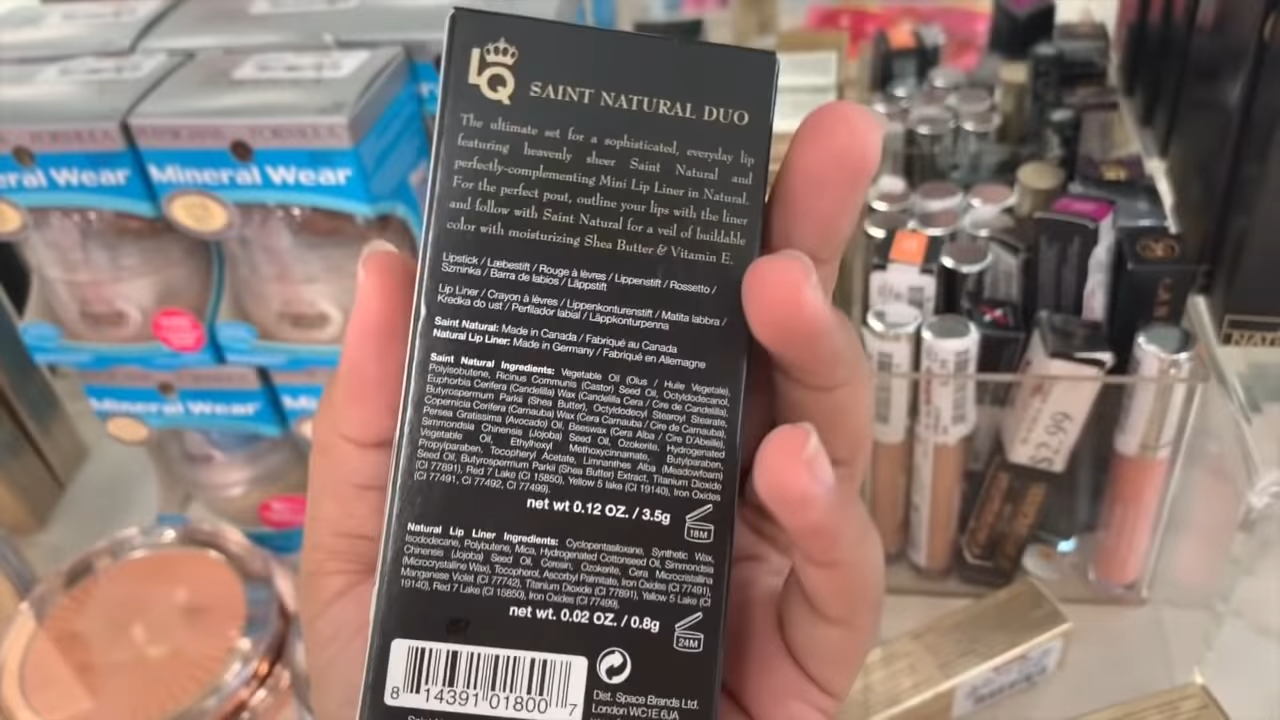 LQ
SAINT NATURAL DUO
The ultimate set for a sophisticated, everyday lip
featuring heavenly sheer Saint Natural and
perfectly-complementing Mini Lip Liner in Natural.
For the perfect pout, outline your lips with the liner
and follow with Saint Natural for a veil of buildable
color with moisturizing Shea Butter & Vitamin E.
Lipstick / Læbestift / Rouge à lèvres / Lippenstift / Rossetto /
Szminka / Barra de labios / Läppstift
Lip Liner / Crayon à lèvres / Lippenkonturenstift / Matita labbra /
Kredka do ust / Perfilador labial / Läppkonturpenna
Saint Natural: Made in Canada / Fabriqué au Canada
Natural Lip Liner: Made in Germany / Fabriqué en Allemagne
Saint Natural Ingredients: Vegetable Oil (Olus / Huile Vegetale),
Polyisobutene, Ricinus Communis (Castor) Seed Oil, Octyldodecanol,
Euphorbia Cerifera (Candelilla) Wax (Candelilla Cera / Cire de Candelilla),
Butyrospermum Parkii (Shea Butter), Octyldodecyl Stearoyl Stearate,
Copernicia Cerifera (Carnauba) Wax (Cera Carnauba / Cire de Carnauba),
Persea Gratissima (Avocado) Oil, Beeswax (Cera Alba / Cire D'Abeille),
Simmondsia Chinensis (Jojoba) Seed Oil, Ozokerite, Hydrogenated
Vegetable Oil, Ethylhexyl Methoxycinnamate, Butylparaben,
Propylparaben, Tocopheryl Acetate, Limnanthes Alba (Meadowfoam)
Seed Oil, Butyrospermum Parkii (Shea Butter) Extract, Titanium Dioxide
(CI 77891), Red 7 Lake (CI 15850), Yellow 5 lake (CI 19140), Iron Oxides
(CI 77491, CI 77492, CI 77499).
net wt 0.12 OZ. / 3.5g
18M
Natural Lip Liner Ingredients: Cyclopentasiloxane, Synthetic Wax,
Isododecane, Polybutene, Mica, Hydrogenated Cottonseed Oil, Simmondsia
Chinensis (Jojoba) Seed Oil, Ceresin, Ozokerite, Cera Microcristallina
(Microcrystalline Wax), Tocopherol, Ascorbyl Palmitate, Iron Oxides (CI 77491),
Manganese Violet (CI 77742), Titanium Dioxide (CI 77891), Yellow 5 Lake (CI
19140), Red 7 Lake (CI 15850), Iron Oxides (CI 77499).
net wt. 0.02 OZ. / 0.8g
24M
8 14391 01800 7
Dist. Space Brands Ltd.
London WC1E 6JA
eral Wear
Mineral Wear
Mineral Wear
$2.99